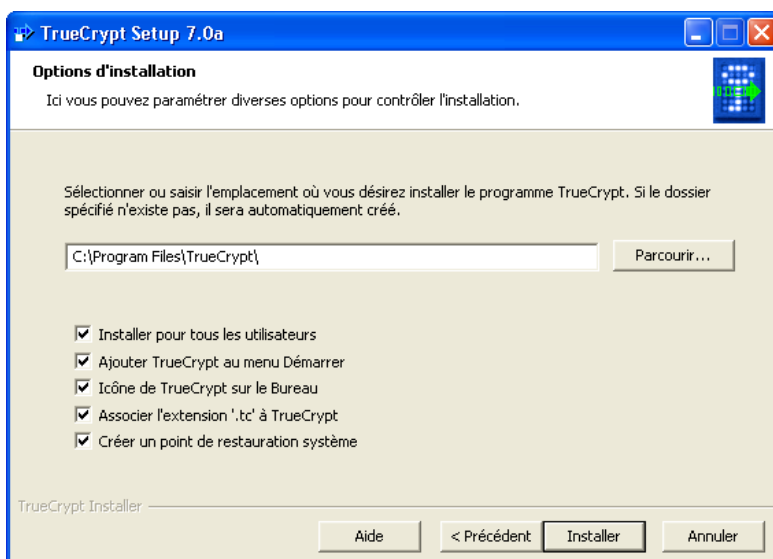 TrueCrypt Setup 7.0a
Options d'installation
Ici vous pouvez paramétrer diverses options pour contrôler l'installation.
Sélectionner ou saisir l'emplacement où vous désirez installer le programme TrueCrypt. Si le dossier
spécifié n'existe pas, il sera automatiquement créé.
C:\Program Files\TrueCrypt\
Parcourir...
Installer pour tous les utilisateurs
Ajouter TrueCrypt au menu Démarrer
Icône de TrueCrypt sur le Bureau
Associer l'extension '.tc' à TrueCrypt
Créer un point de restauration système
TrueCrypt Installer
Aide
< Précédent
Installer
Annuler